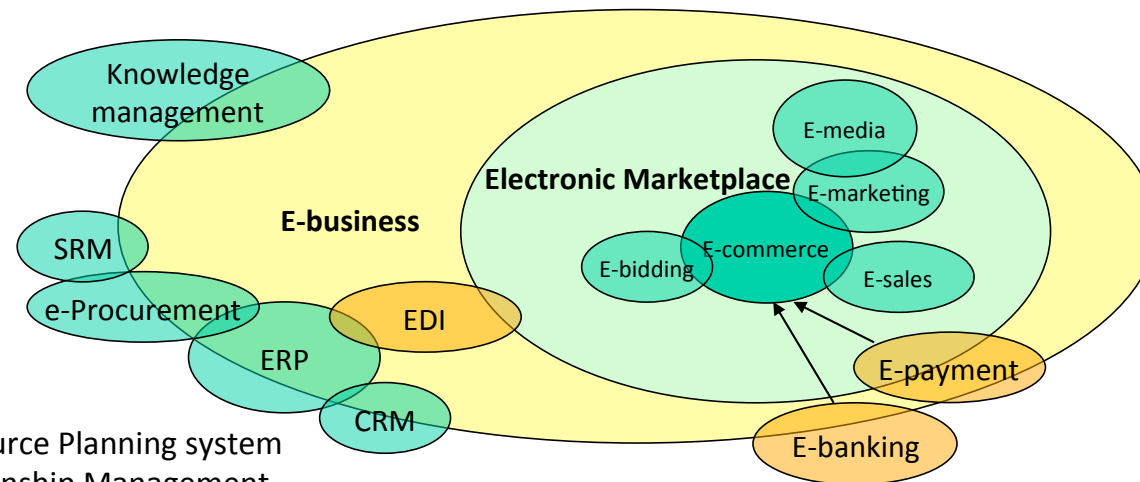 Knowledge
management
E-media
Electronic Marketplace
E-marketing
E-business
SRM
E-commerce
E-bidding
E-sales
e-Procurement
EDI
ERP
E-payment
CRM
E-banking
Planning system
Management